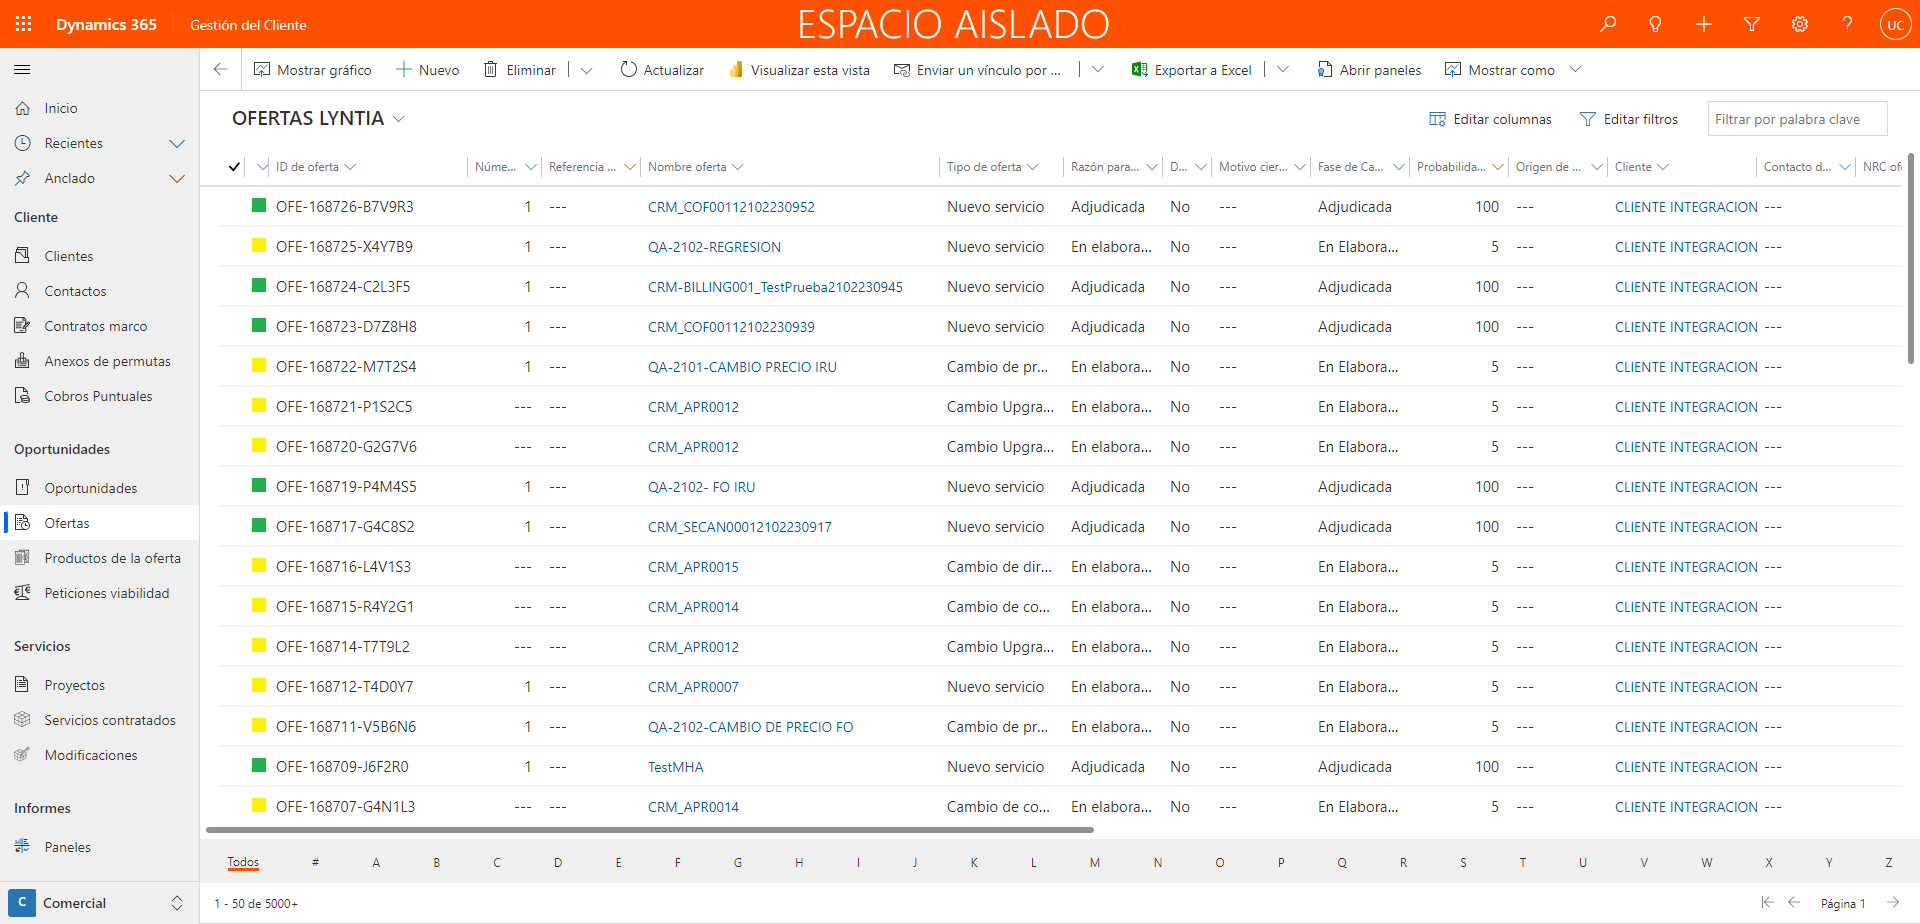 Dynamics 365
Gestión del Cliente
ESPACIO AISLADO
UC
Mostrar gráfico
Nuevo
Eliminar
Actualizar
Visualizar esta vista
Enviar un vínculo por ...
Exportar a Excel
Abrir paneles
Mostrar como
Inicio
Recientes
Anclado
Cliente
Clientes
Contactos
Contratos marco
Anexos de permutas
Cobros Puntuales
Oportunidades
Oportunidades
Ofertas
Productos de la oferta
Peticiones viabilidad
Servicios
Proyectos
Servicios contratados
Modificaciones
Informes
Paneles
C Comercial
OFERTAS LYNTIA
Editar columnas
Editar filtros
Filtrar por palabra clave
ID de oferta Núme... Referencia ... Nombre oferta Tipo de oferta Razón para... D... Motivo cier... Fase de Ca... Probabilida... Origen de ... Cliente Contacto d... NRC ofe
OFE-168726-B7V9R3 1 --- CRM_COF00112102230952 Nuevo servicio Adjudicada No --- Adjudicada 100 --- CLIENTE INTEGRACION ---
OFE-168725-X4Y7B9 1 --- QA-2102-REGRESION Nuevo servicio En elabora... No --- En Elabora... 5 --- CLIENTE INTEGRACION ---
OFE-168724-C2L3F5 1 --- CRM-BILLING001_TestPrueba2102230945 Nuevo servicio Adjudicada No --- Adjudicada 100 --- CLIENTE INTEGRACION ---
OFE-168723-D7Z8H8 1 --- CRM_COF00112102230939 Nuevo servicio Adjudicada No --- Adjudicada 100 --- CLIENTE INTEGRACION ---
OFE-168722-M7T2S4 1 --- QA-2101-CAMBIO PRECIO IRU Cambio de pr... En elabora... No --- En Elabora... 5 --- CLIENTE INTEGRACION ---
OFE-168721-P1S2C5 --- --- CRM_APR0012 Cambio Upgra... En elabora... No --- En Elabora... 5 --- CLIENTE INTEGRACION ---
OFE-168720-G2G7V6 --- --- CRM_APR0012 Cambio Upgra... En elabora... No --- En Elabora... 5 --- CLIENTE INTEGRACION ---
OFE-168719-P4M4S5 1 --- QA-2102- FO IRU Nuevo servicio Adjudicada No --- Adjudicada 100 --- CLIENTE INTEGRACION ---
OFE-168717-G4C8S2 1 --- CRM_SECAN00012102230917 Nuevo servicio Adjudicada No --- Adjudicada 100 --- CLIENTE INTEGRACION ---
OFE-168716-L4V1S3 --- --- CRM_APR0015 Cambio de dir... En elabora... No --- En Elabora... 5 --- CLIENTE INTEGRACION ---
OFE-168715-R4Y2G1 --- --- CRM_APR0014 Cambio de co... En elabora... No --- En Elabora... 5 --- CLIENTE INTEGRACION ---
OFE-168714-T7T9L2 --- --- CRM_APR0012 Cambio Upgra... En elabora... No --- En Elabora... 5 --- CLIENTE INTEGRACION ---
OFE-168712-T4D0Y7 1 --- CRM_APR0007 Nuevo servicio En elabora... No --- En Elabora... 5 --- CLIENTE INTEGRACION ---
OFE-168711-V5B6N6 1 --- QA-2102-CAMBIO DE PRECIO FO Cambio de pr... En elabora... No --- En Elabora... 5 --- CLIENTE INTEGRACION ---
OFE-168709-J6F2R0 1 --- TestMHA Nuevo servicio Adjudicada No --- Adjudicada 100 --- CLIENTE INTEGRACION ---
OFE-168707-G4N1L3 --- --- CRM_APR0014 Cambio de co... En elabora... No --- En Elabora... 5 --- CLIENTE INTEGRACION ---
Todos # A B C D E F G H I J K L M N O P Q R S T U V W X Y Z
1 - 50 de 5000+
Página 1